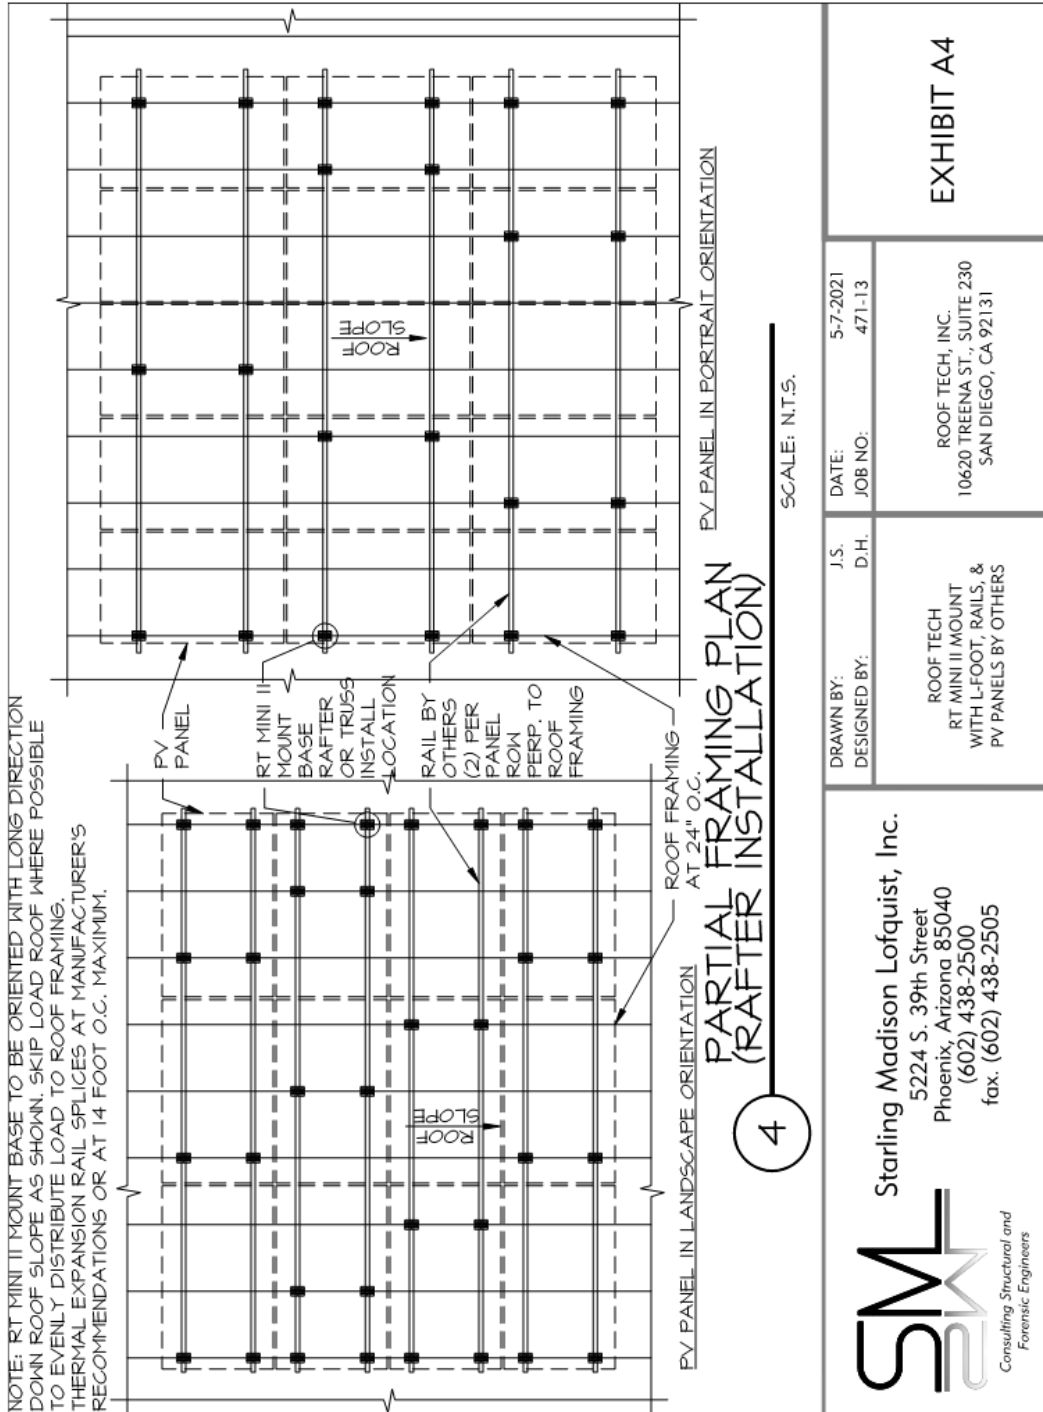 NOTE: RT MINI II MOUNT BASE TO BE ORIENTED WITH LONG DIRECTION
DOWN ROOF SLOPE AS SHOWN. SKIP LOAD ROOF WHERE POSSIBLE
TO EVENLY DISTRIBUTE LOAD TO ROOF FRAMING.
THERMAL EXPANSION RAIL SPLICES AT MANUFACTURER'S
RECOMMENDATIONS OR AT 14 FOOT O.C. MAXIMUM.
PV
PANEL
RT MINI II
MOUNT
BASE
RAFTER
OR TRUSS
INSTALL
LOCATION
RAIL BY
OTHERS
(2) PER
PANEL
ROW
PERP. TO
ROOF
FRAMING
ROOF FRAMING
AT 24" O.C.
ROOF
SLOPE
ROOF
SLOPE
PV PANEL IN LANDSCAPE ORIENTATION
PV PANEL IN PORTRAIT ORIENTATION
4
PARTIAL FRAMING PLAN
(RAFTER INSTALLATION)
SCALE: N.T.S.
SML
Consulting Structural and
Forensic Engineers
Starling Madison Lofquist, Inc.
5224 S. 39th Street
Phoenix, Arizona 85040
(602) 438-2500
fax. (602) 438-2505
DRAWN BY: J.S.
DESIGNED BY: D.H.
DATE: 5-7-2021
JOB NO: 471-13
ROOF TECH
RT MINI II MOUNT
WITH L-FOOT, RAILS, &
PV PANELS BY OTHERS
ROOF TECH, INC.
10620 TREENA ST., SUITE 230
SAN DIEGO, CA 92131
EXHIBIT A4